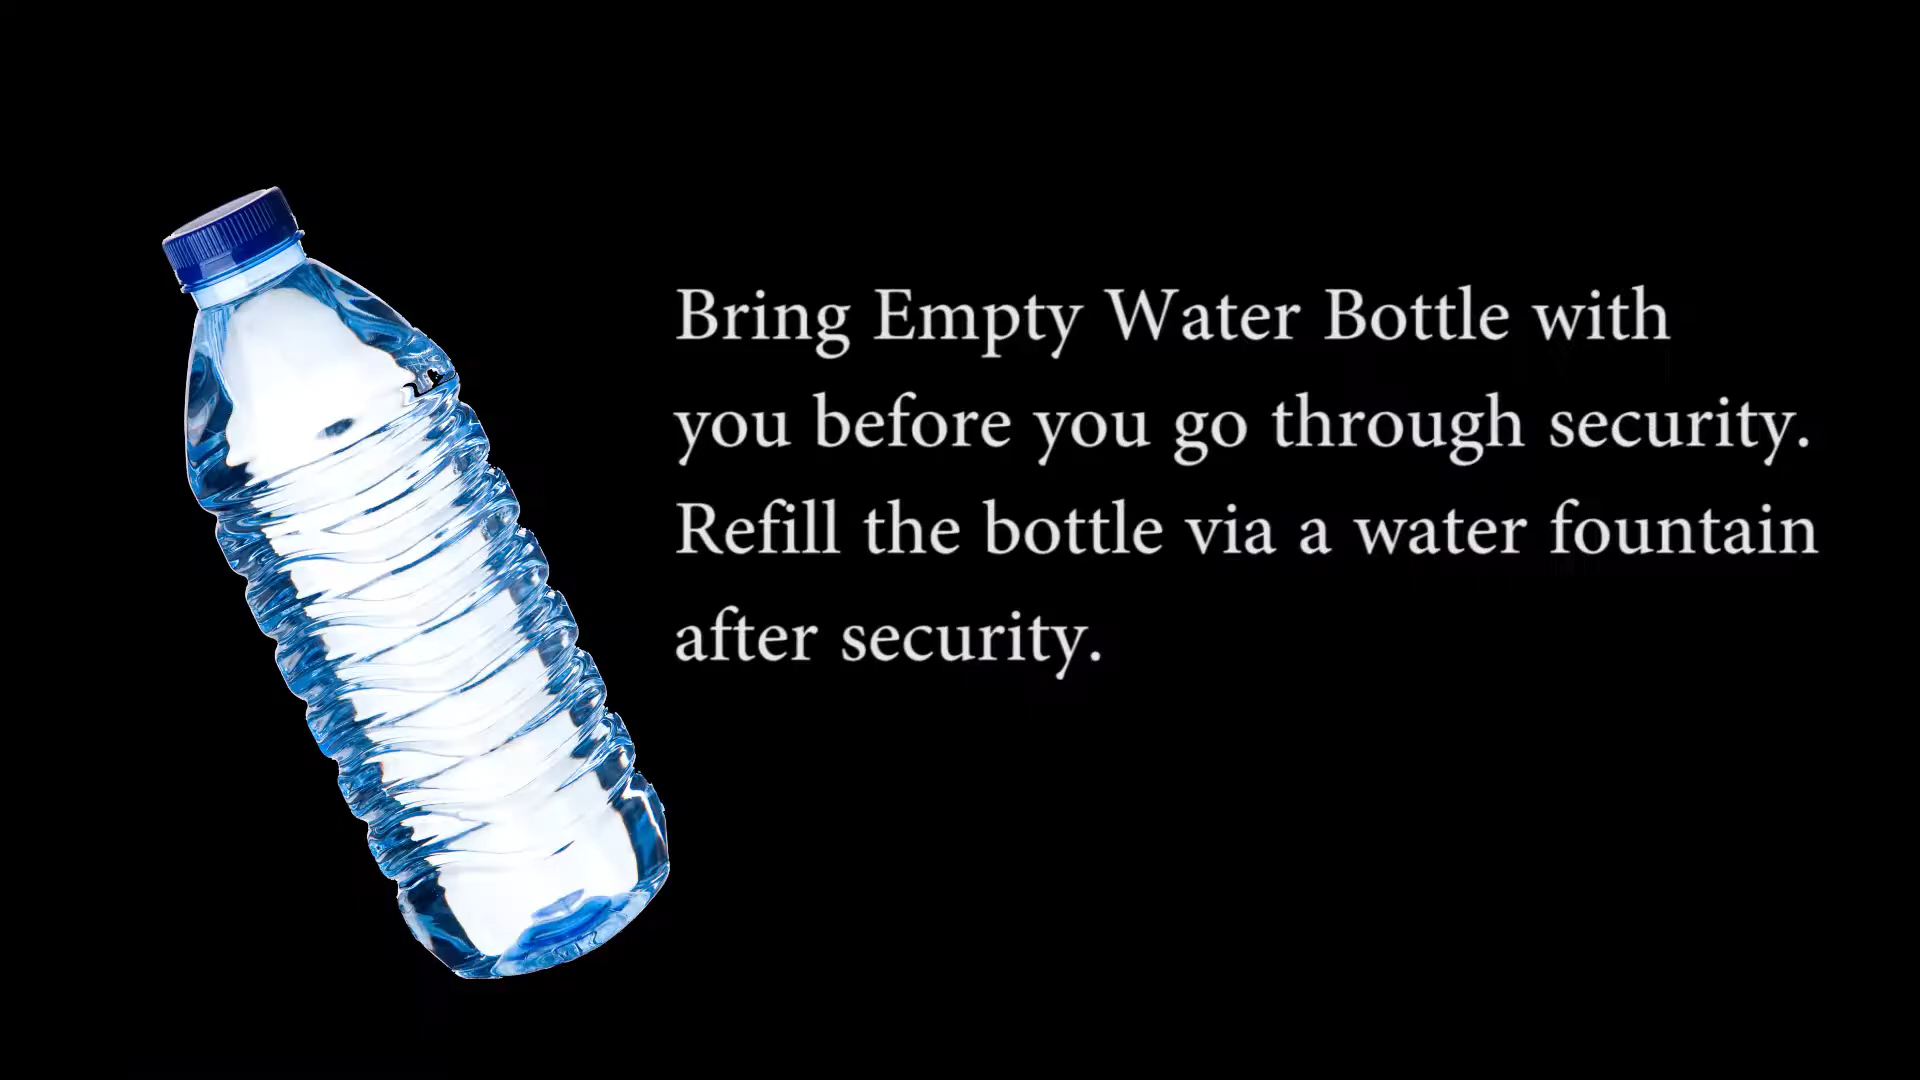 Bring Empty Water Bottle with
you before you go through security.
Refill the bottle via a water fountain
after security.